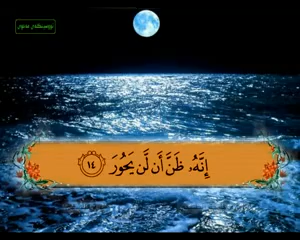 إِنَّهُۥ ظَنَّ أَن لَّن يَحُورَ ١٤